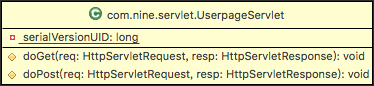 com.nine.servlet.UserpageServlet
serialVersionUID: long
doGet(req: HttpServletRequest, resp: HttpServletResponse): void
doPost(req: HttpServletRequest, resp: HttpServletResponse): void